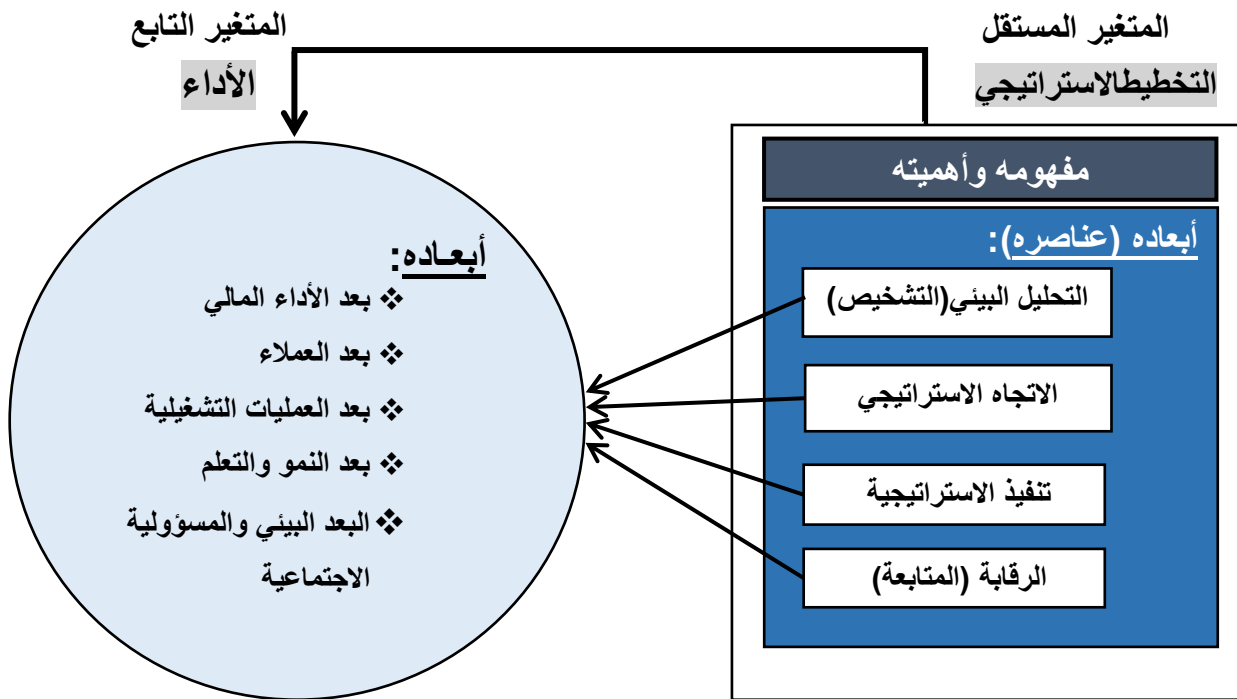 المتغير المستقل
التخطيطالاستراتيجي
مفهومه وأهميته
أبعاده (عناصره):
التحليل البيئي(التشخيص)
الاتجاه الاستراتيجي
تنفيذ الاستراتيجية
الرقابة (المتابعة)
المتغير التابع
الأداء
أبعـاده:
❖ بعد الأداء المالي
❖ بعد العملاء
❖ بعد العمليات التشغيلية
❖ بعد النمو والتعلم
❖ البعد البيئي والمسؤولية
الاجتماعية